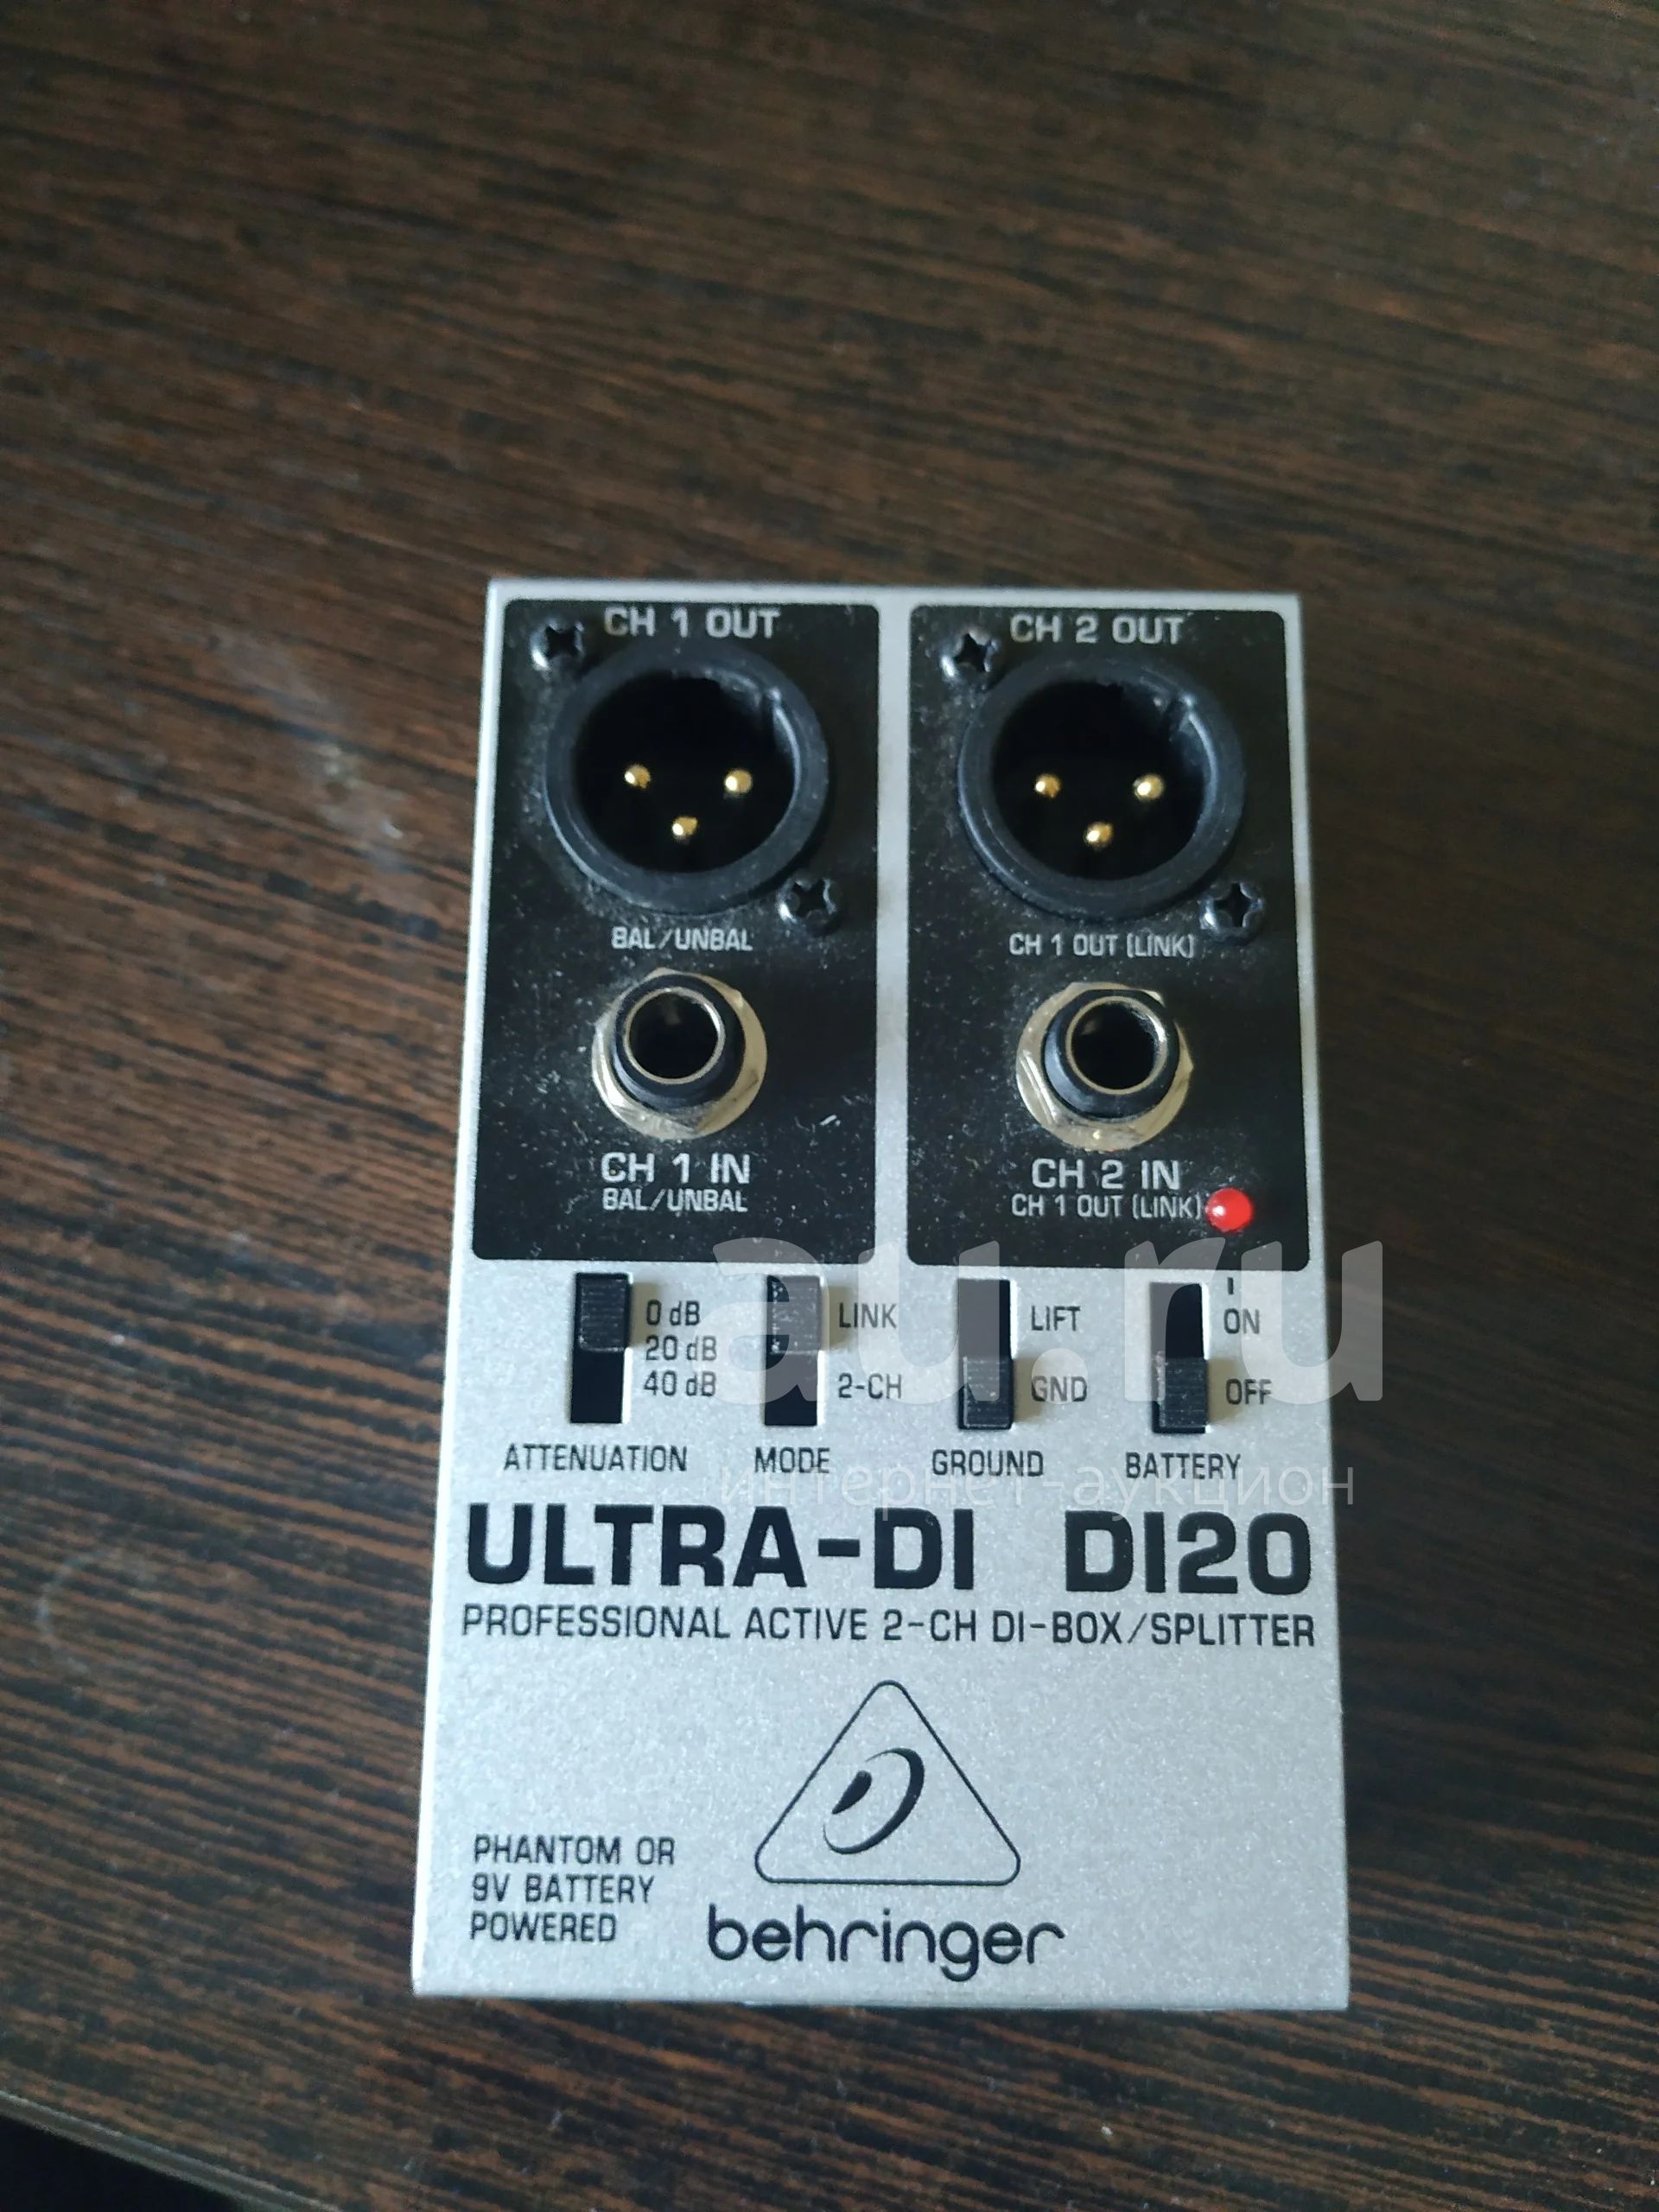 CH 1 OUT
CH 2 OUT
BAL/UNBAL
CH 1 OUT (LINK)
CH 1 IN
BAL/UNBAL
CH 2 IN
CH 1 OUT (LINK)
0 dB
20 dB
40 dB
ATTENUATION
LINK
2-CH
MODE
LIFT
GND
GROUND
I
ON
OFF
BATTERY
au.ru
интернет-аукцион
ULTRA-DI DI20
PROFESSIONAL ACTIVE 2-CH DI-BOX/SPLITTER
PHANTOM OR
9V BATTERY
POWERED
behringer